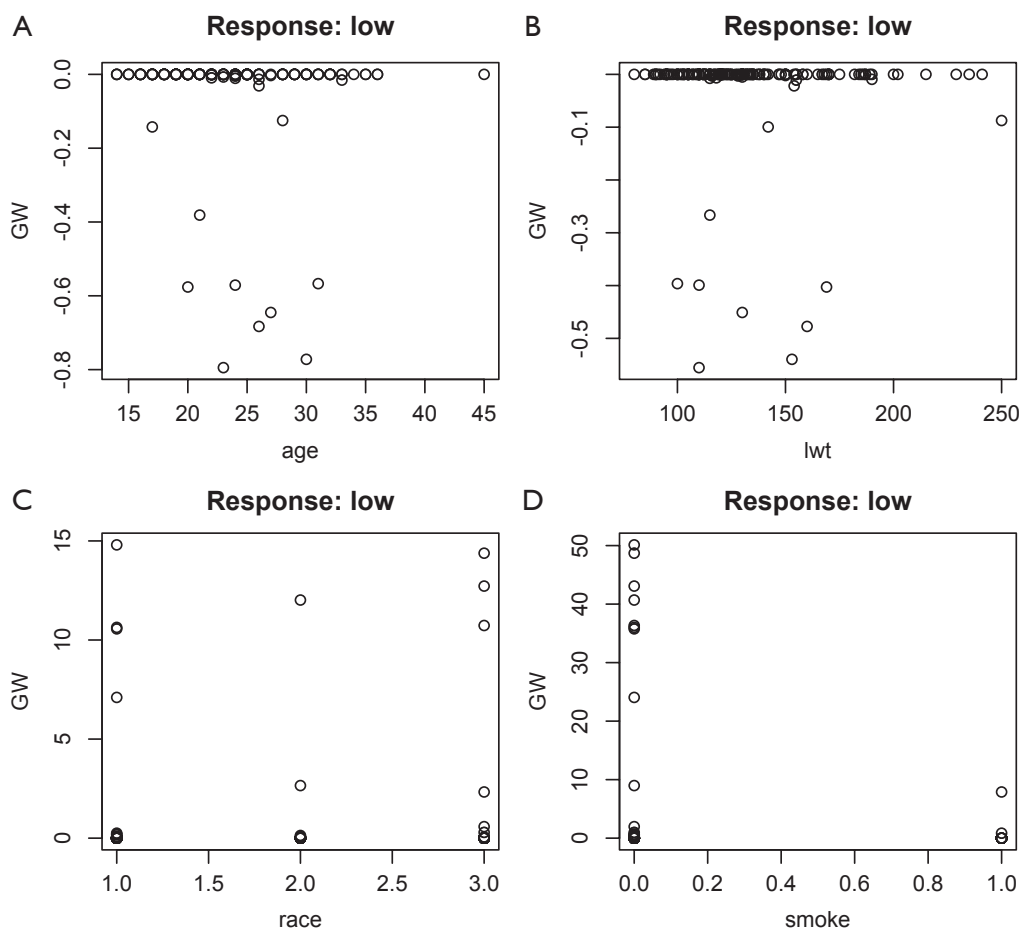 A Response: low
GW
0.0
-0.2
-0.4
-0.6
-0.8
15 20 25 30 35 40 45
age
B Response: low
GW
-0.1
-0.3
-0.5
100 150 200 250
lwt
C Response: low
GW
15
10
5
0
1.0 1.5 2.0 2.5 3.0
race
D Response: low
GW
50
40
30
20
10
0
0.0 0.2 0.4 0.6 0.8 1.0
smoke